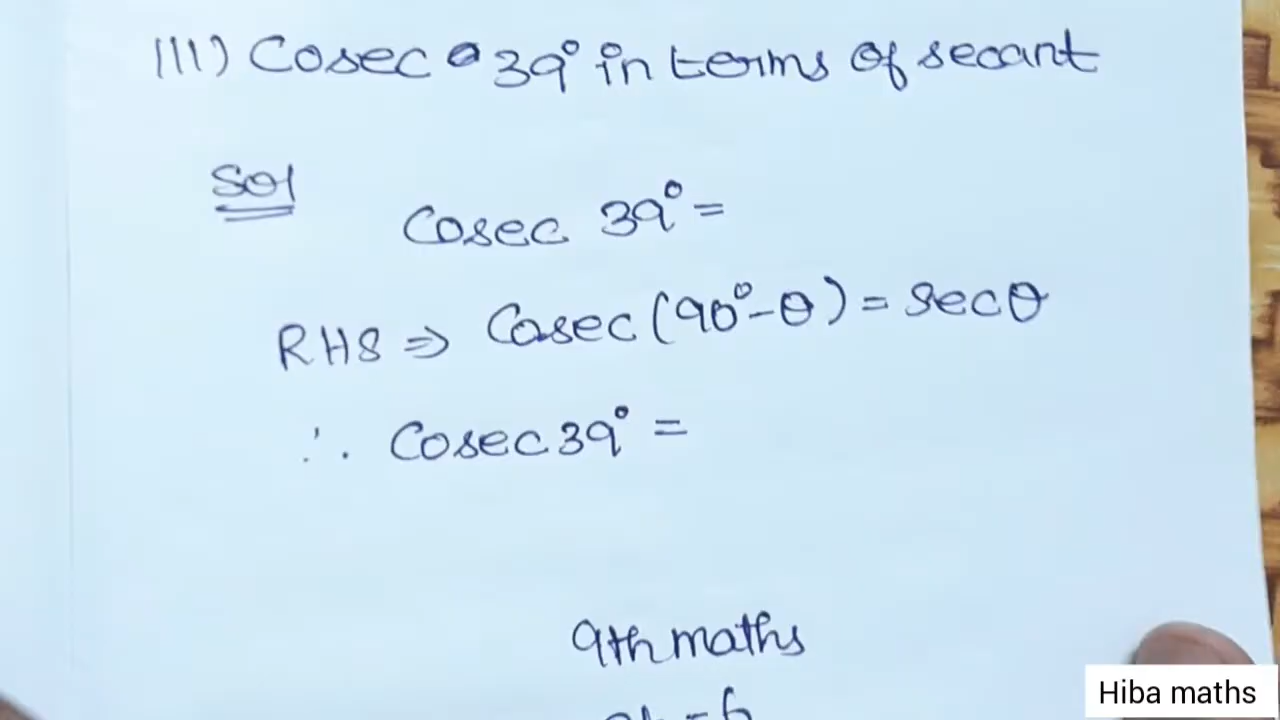 III) Cosec 39° in terms of secant
Sol
Cosec 39° =
RHS ⇒ Cosec (90° - θ) = sec θ
∴ Cosec 39° =
9th maths
Hiba maths